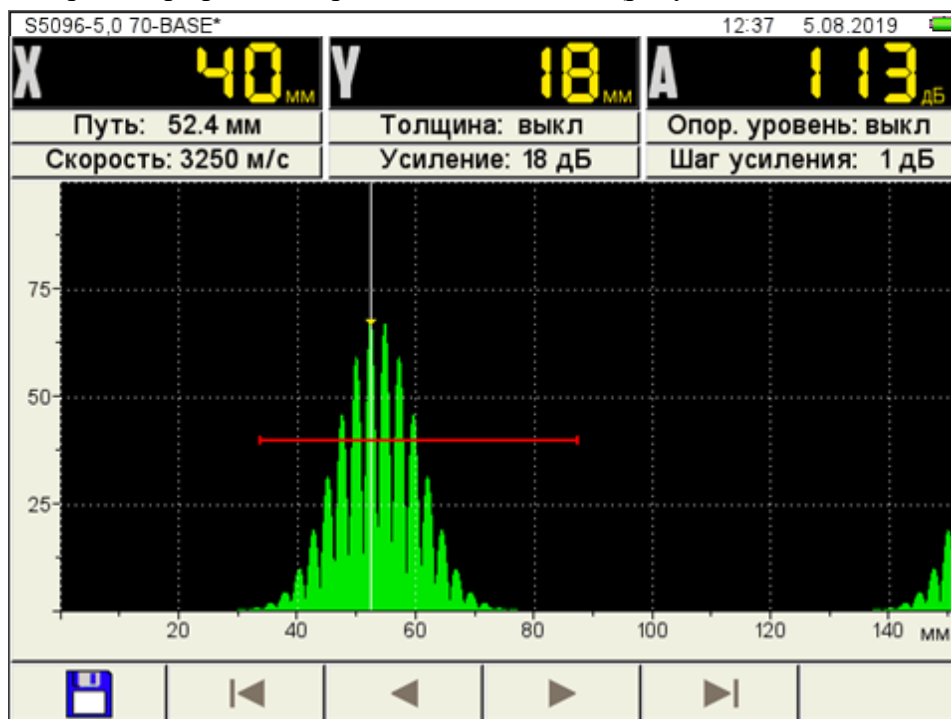 S5096-5,0 70-BASE* 12:37 5.08.2019
X 40 мм Y 18 мм A 113 дБ
Путь: 52.4 мм Толщина: выкл Опор. уровень: выкл
Скорость: 3250 м/с Усиление: 18 дБ Шаг усиления: 1 дБ
75
50
25
20 40 60 80 100 120 140 мм